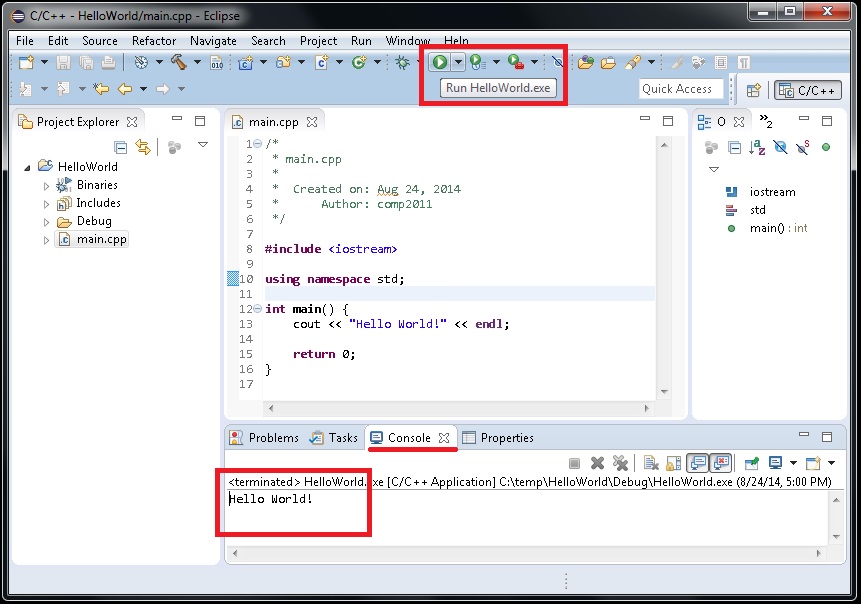 C/C++ - HelloWorld/main.cpp - Eclipse
File Edit Source Refactor Navigate Search Project Run Window Help
Run HelloWorld.exe
Quick Access
C/C++
Project Explorer
HelloWorld
Binaries
Includes
Debug
main.cpp
main.cpp
1 /*
2  * main.cpp
3  *
4  *  Created on: Aug 24, 2014
5  *      Author: comp2011
6  */
7
8 #include <iostream>
9
10 using namespace std;
11
12 int main() {
13     cout << "Hello World!" << endl;
14
15     return 0;
16 }
17
O
»2
iostream
std
main() : int
Problems Tasks Console Properties
<terminated> HelloWorld.exe [C/C++ Application] C:\temp\HelloWorld\Debug\HelloWorld.exe (8/24/14, 5:00 PM)
Hello World!